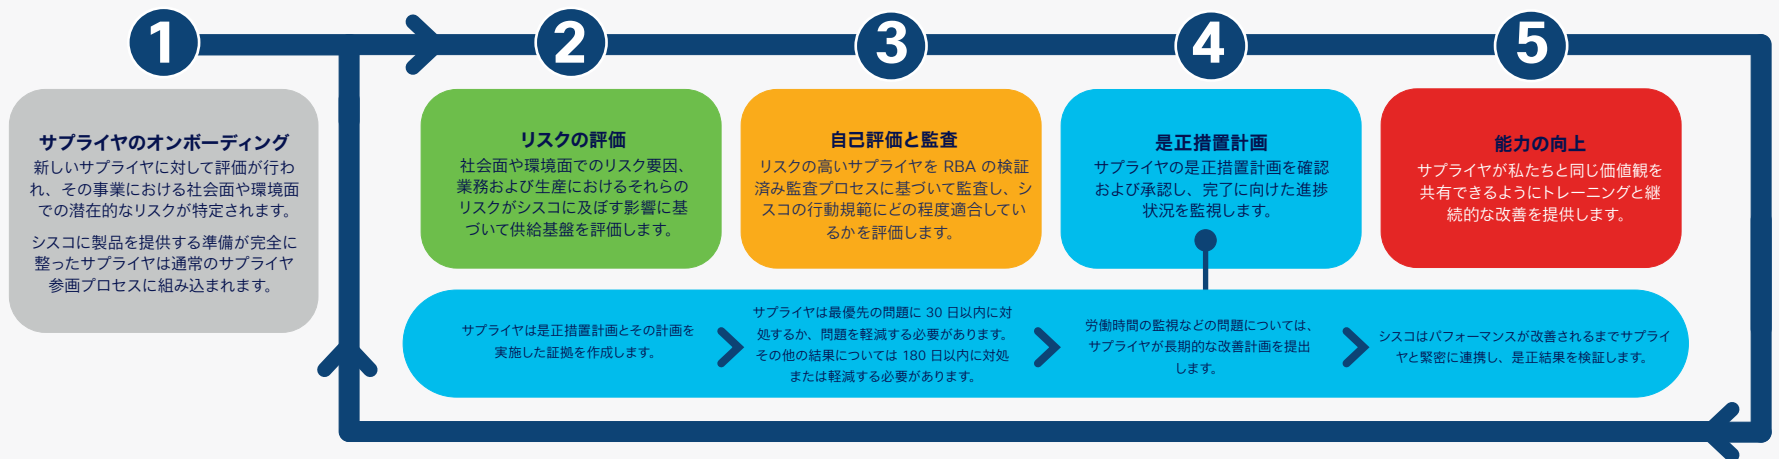 1
サプライヤのオンボーディング
新しいサプライヤに対して評価が行わ
れ、その事業における社会面や環境面
での潜在的なリスクが特定されます。
シスコに製品を提供する準備が完全に
整ったサプライヤは通常のサプライヤ
参画プロセスに組み込まれます。
2
リスクの評価
社会面や環境面でのリスク要因、
業務および生産におけるそれらの
リスクがシスコに及ぼす影響に基
づいて供給基盤を評価します。
3
自己評価と監査
リスクの高いサプライヤを RBA の検証
済み監査プロセスに基づいて監査し、シ
スコの行動規範にどの程度適合してい
るかを評価します。
4
是正措置計画
サプライヤの是正措置計画を確認
および承認し、完了に向けた進捗
状況を監視します。
5
能力の向上
サプライヤが私たちと同じ価値観を
共有できるようにトレーニングと継
続的な改善を提供します。
サプライヤは是正措置計画とその計画を
実施した証拠を作成します。
サプライヤは最優先の問題に 30 日以内に対
処するか、問題を軽減する必要があります。
その他の結果については 180 日以内に対処
または軽減する必要があります。
労働時間の監視などの問題については、
サプライヤが長期的な改善計画を提出
します。
シスコはパフォーマンスが改善されるまでサプライ
ヤと緊密に連携し、是正結果を検証します。